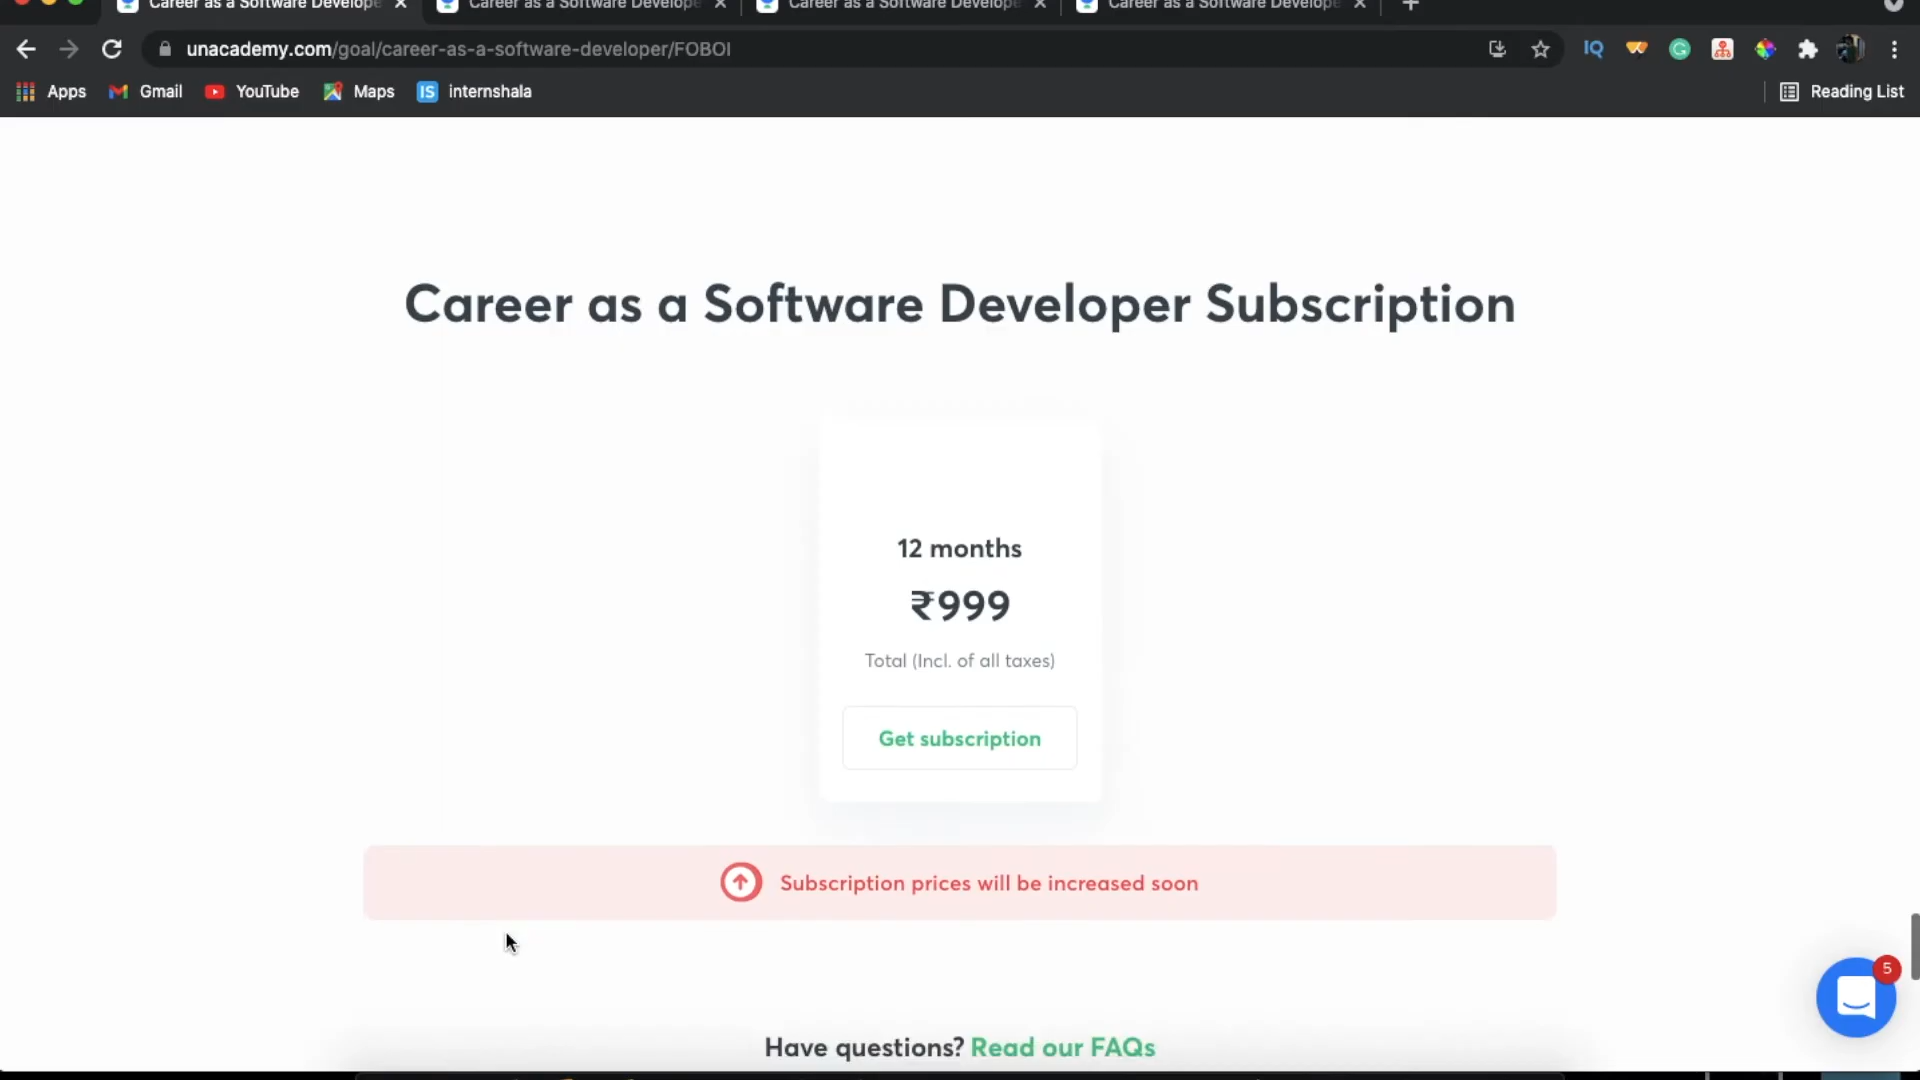 Career as a Software Develope
Career as a Software Develope
Career as a Software Develope
Career as a Software Develope
unacademy.com/goal/career-as-a-software-developer/FOBOI
IQ
Apps
Gmail
YouTube
Maps
IS
internshala
Reading List
Career as a Software Developer Subscription
12 months
₹999
Total (Incl. of all taxes)
Get subscription
Subscription prices will be increased soon
5
Have questions? Read our FAQs